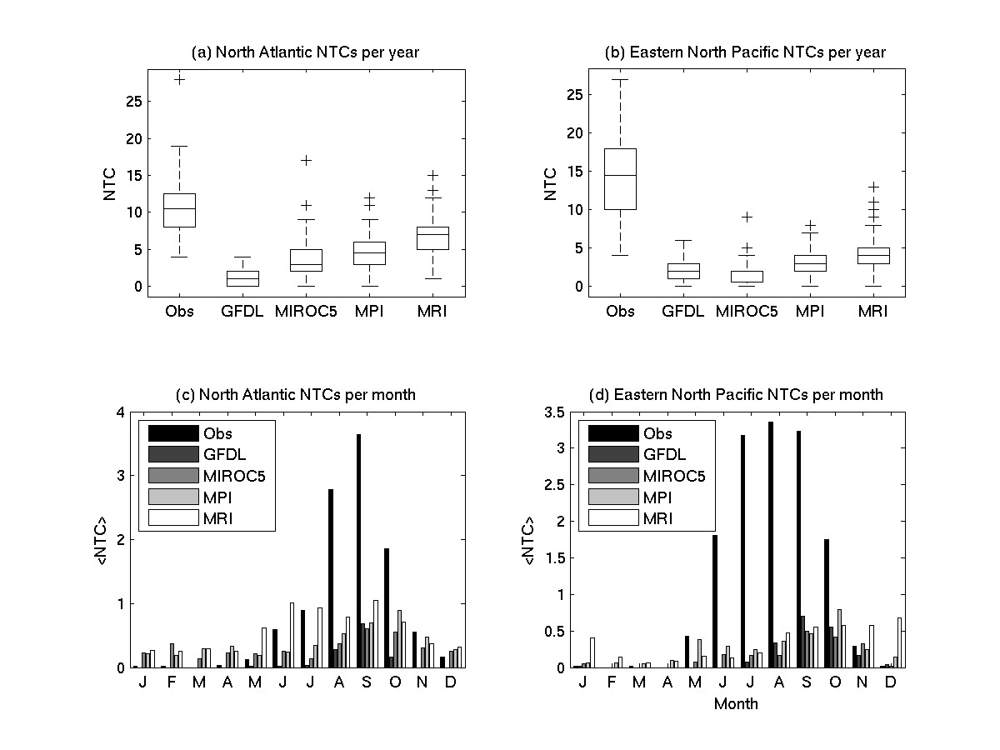 (a) North Atlantic NTCs per year
NTC
25
20
15
10
5
0
Obs GFDL MIROC5 MPI MRI
(b) Eastern North Pacific NTCs per year
NTC
25
20
15
10
5
0
Obs GFDL MIROC5 MPI MRI
(c) North Atlantic NTCs per month
<NTC>
4
3
2
1
0
Obs
GFDL
MIROC5
MPI
MRI
J F M A M J J A S O N D
(d) Eastern North Pacific NTCs per month
<NTC>
3.5
3
2.5
2
1.5
1
0.5
0
Obs
GFDL
MIROC5
MPI
MRI
J F M A M J J A S O N D
Month